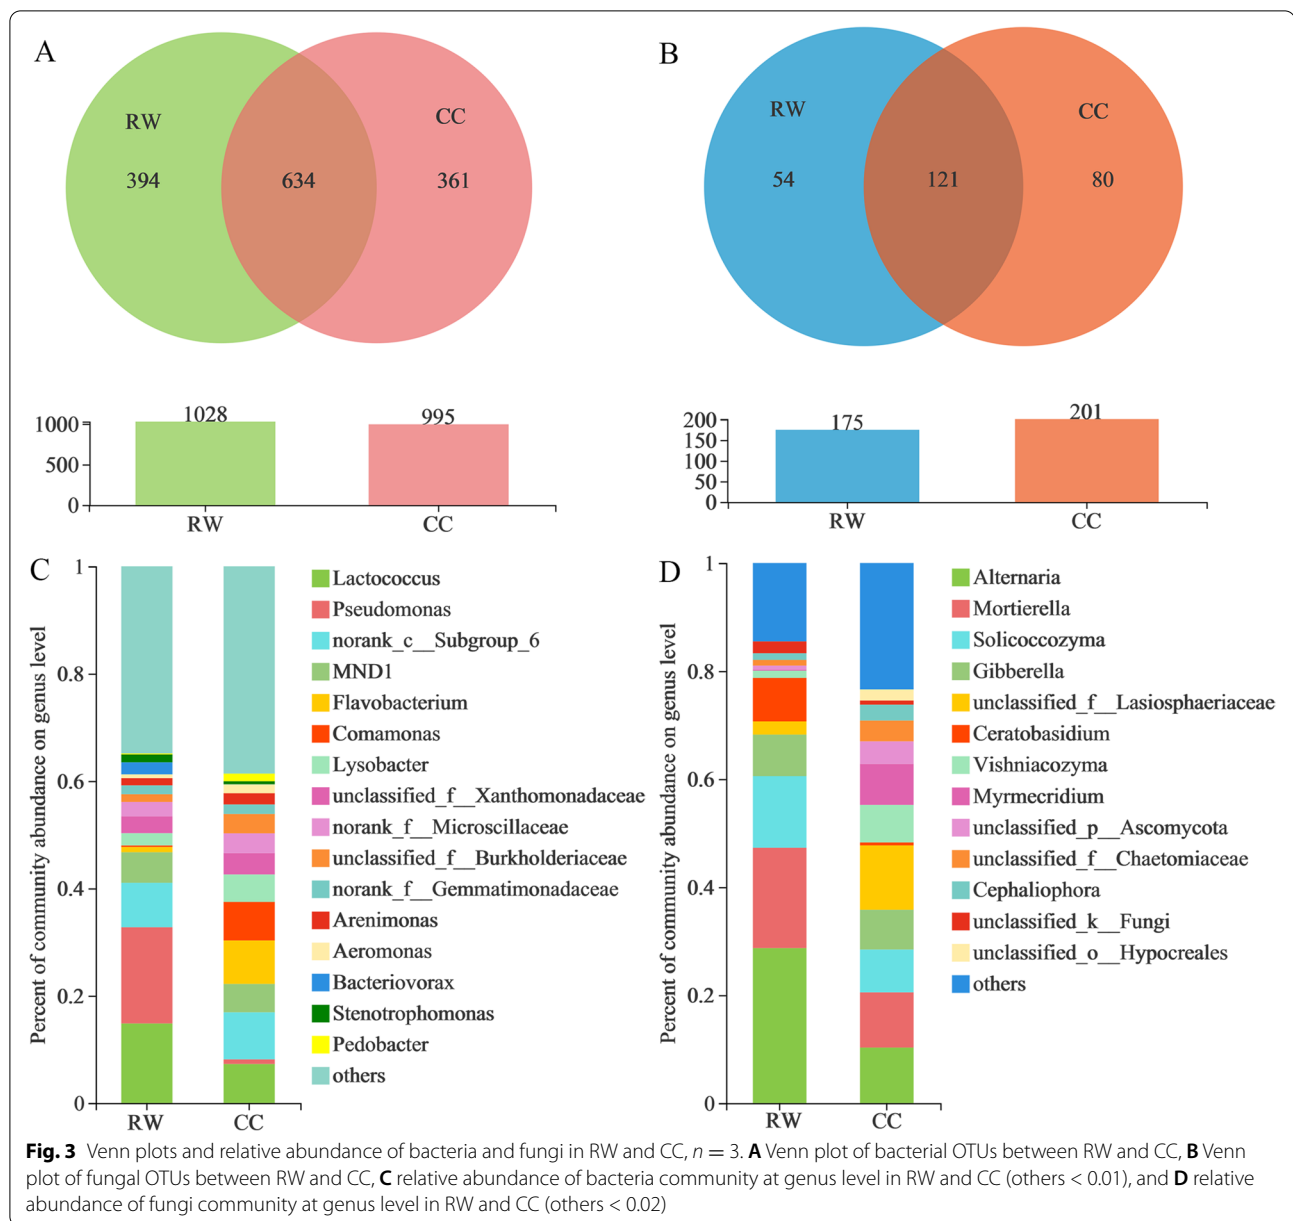 A
RW
CC
394
634
361
B
RW
CC
54
121
80
1000
500
0
1028
995
RW
CC
200
150
100
50
0
175
201
RW
CC
C
Percent of community abundance on genus level
1
0.8
0.6
0.4
0.2
0
RW
CC
Lactococcus
Pseudomonas
norank_c__Subgroup_6
MND1
Flavobacterium
Comamonas
Lysobacter
unclassified_f__Xanthomonadaceae
norank_f__Microscillaceae
unclassified_f__Burkholderiaceae
norank_f__Gemmatimonadaceae
Arenimonas
Aeromonas
Bacteriovorax
Stenotrophomonas
Pedobacter
others
D
Percent of community abundance on genus level
1
0.8
0.6
0.4
0.2
0
RW
CC
Alternaria
Mortierella
Solicoccozyma
Gibberella
unclassified_f__Lasiosphaeriaceae
Ceratobasidium
Vishniacozyma
Myrmecridium
unclassified_p__Ascomycota
unclassified_f__Chaetomiaceae
Cephaliophora
unclassified_k__Fungi
unclassified_o__Hypocreales
others
Fig. 3 Venn plots and relative abundance of bacteria and fungi in RW and CC, n = 3. A Venn plot of bacterial OTUs between RW and CC, B Venn
plot of fungal OTUs between RW and CC, C relative abundance of bacteria community at genus level in RW and CC (others < 0.01), and D relative
abundance of fungi community at genus level in RW and CC (others < 0.02)